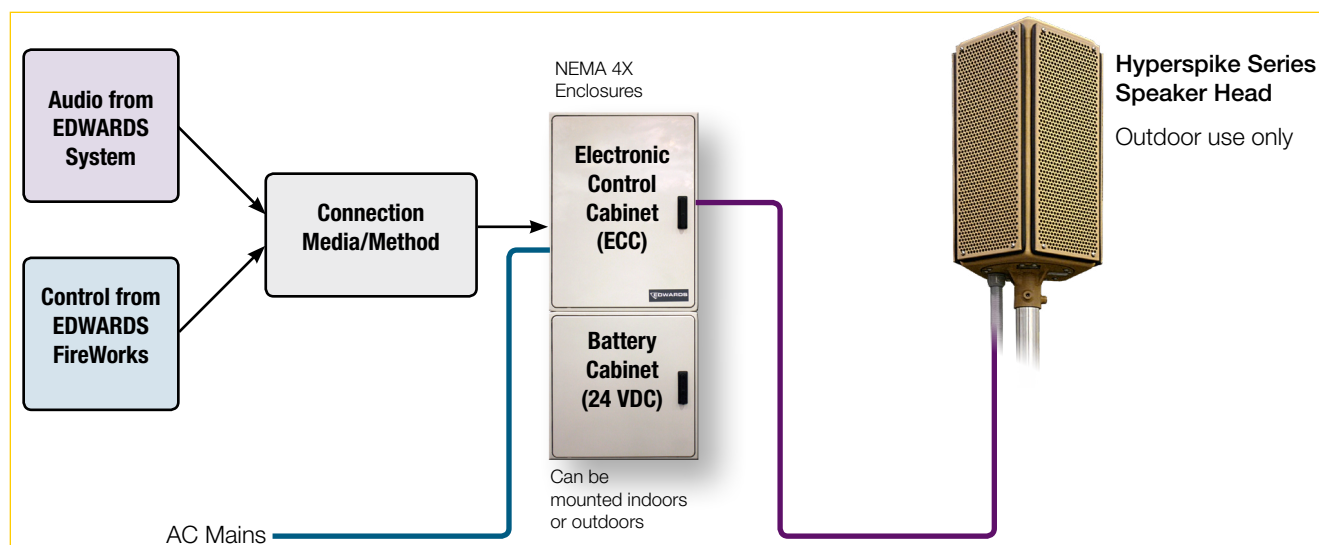 Audio from
EDWARDS
System
Control from
EDWARDS
FireWorks
Connection
Media/Method
NEMA 4X
Enclosures
Electronic
Control
Cabinet
(ECC)
EDWARDS
Battery
Cabinet
(24 VDC)
Can be
mounted indoors
or outdoors
AC Mains
Hyperspike Series
Speaker Head
Outdoor use only